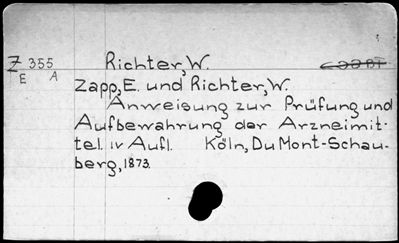 Z 355 Richter, W.
E A
Zapp, E. und Richter, W.
Anweisung zur Prüfung und
Aufbewahrung der Arzneimit-
tel. IV Aufl. Köln, Du Mont-Schau-
berg, 1873.